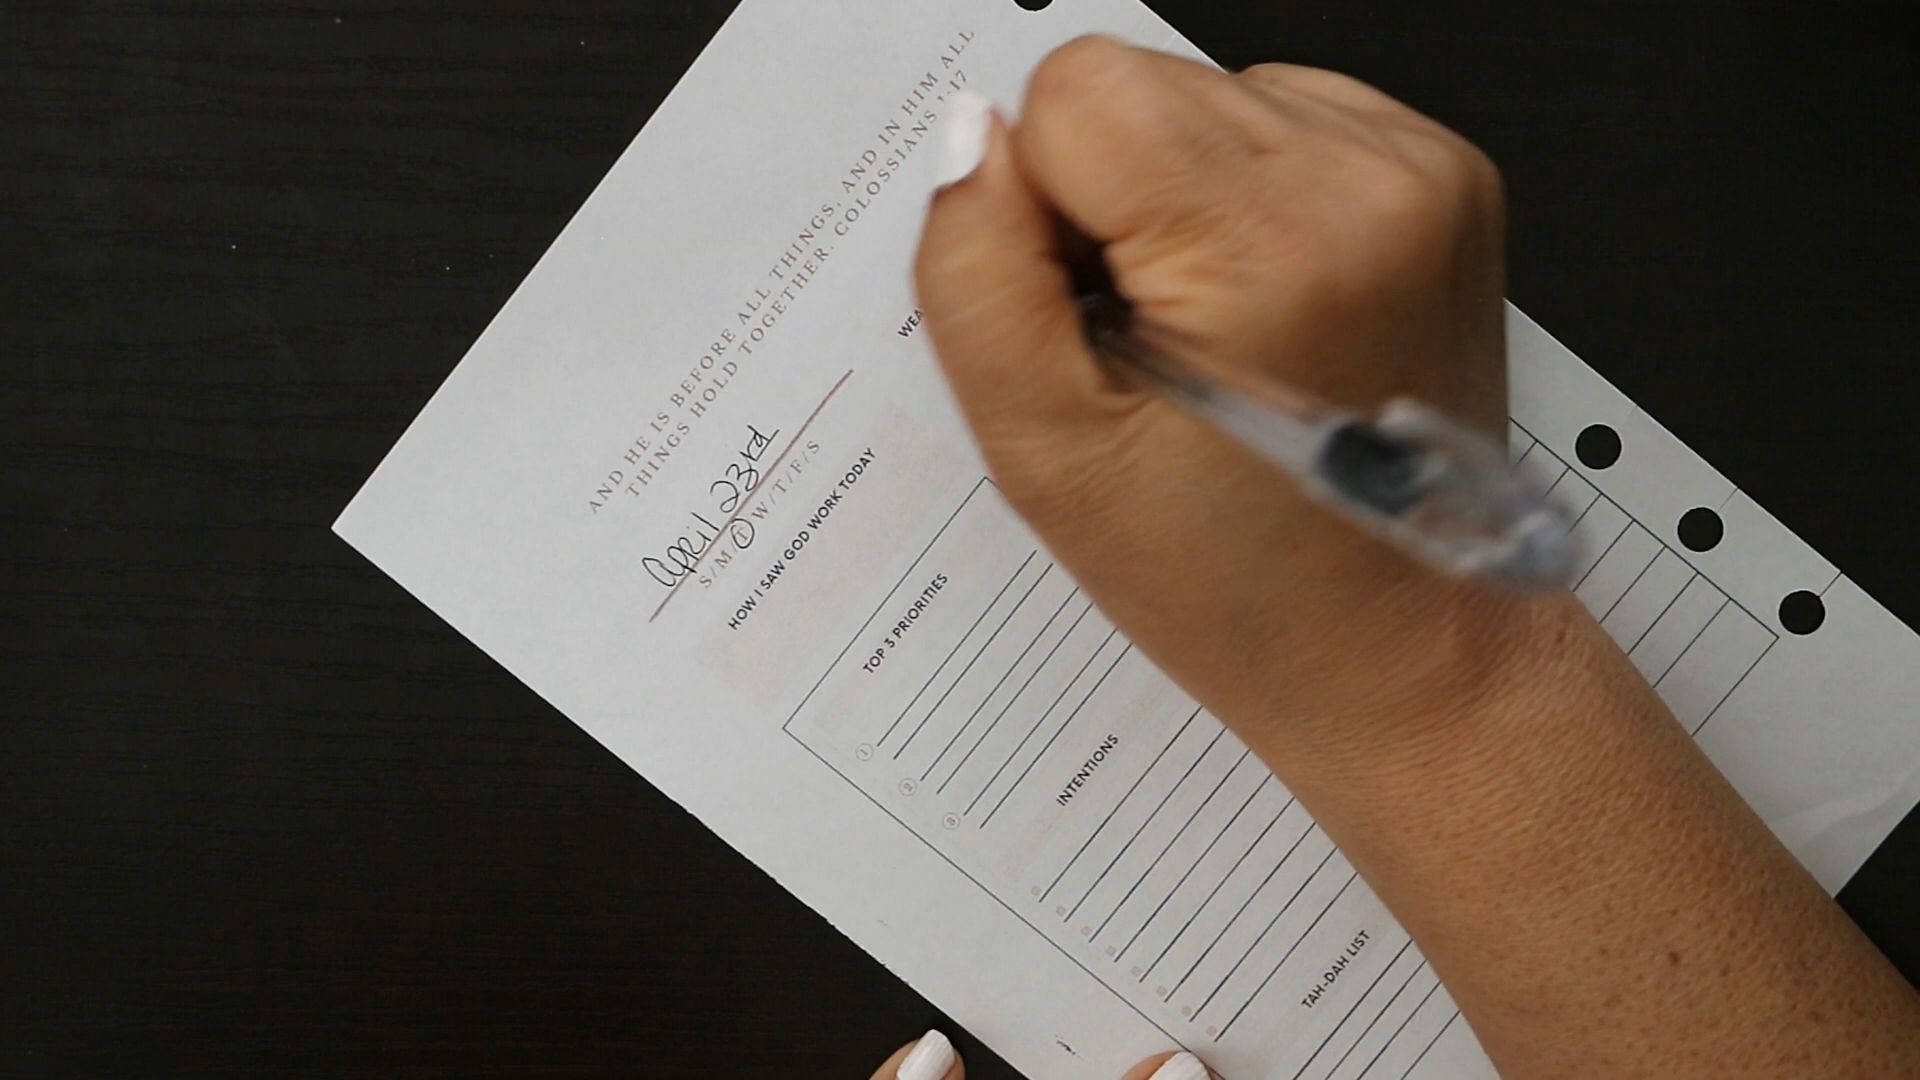 AND HE IS BEFORE ALL THINGS, AND IN HIM ALL
THINGS HOLD TOGETHER. COLOSSIANS 1:17
April 23rd
S/M/T/W/T/F/S
HOW I SAW GOD WORK TODAY
TOP 3 PRIORITIES
1
2
3
INTENTIONS
TAH-DAH LIST